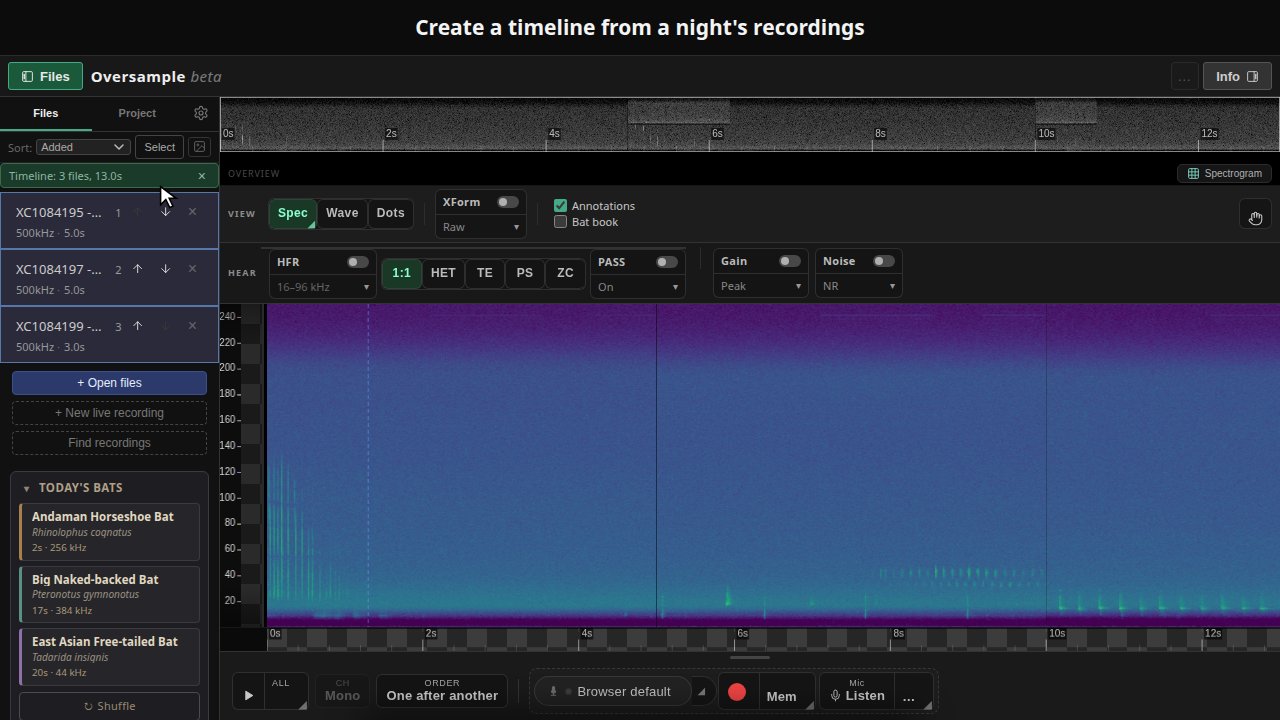 Create a timeline from a night's recordings
Files
Oversample beta
...
Info
Files
Project
Sort:
Added
Select
Timeline: 3 files, 13.0s
×
XC1084195 -... 1 ↑ ↓ ×
500kHz · 5.0s
XC1084197 -... 2 ↑ ↓ ×
500kHz · 5.0s
XC1084199 -... 3 ↑ ↓ ×
500kHz · 3.0s
+ Open files
+ New live recording
Find recordings
▼ TODAY'S BATS
Andaman Horseshoe Bat
Rhinolophus cognatus
2s · 256 kHz
Big Naked-backed Bat
Pteronotus gymnonotus
17s · 384 kHz
East Asian Free-tailed Bat
Tadarida insignis
20s · 44 kHz
↻ Shuffle
0s 2s 4s 6s 8s 10s 12s
OVERVIEW
Spectrogram
VIEW
Spec
Wave
Dots
XForm
Raw
Annotations
Bat book
HEAR
HFR
16–96 kHz
1:1
HET
TE
PS
ZC
PASS
On
Gain
Peak
Noise
NR
240
220
200
180
160
140
120
100
80
60
40
20
0s 2s 4s 6s 8s 10s 12s
ALL
CH
Mono
ORDER
One after another
Browser default
Mem
Mic
Listen
...